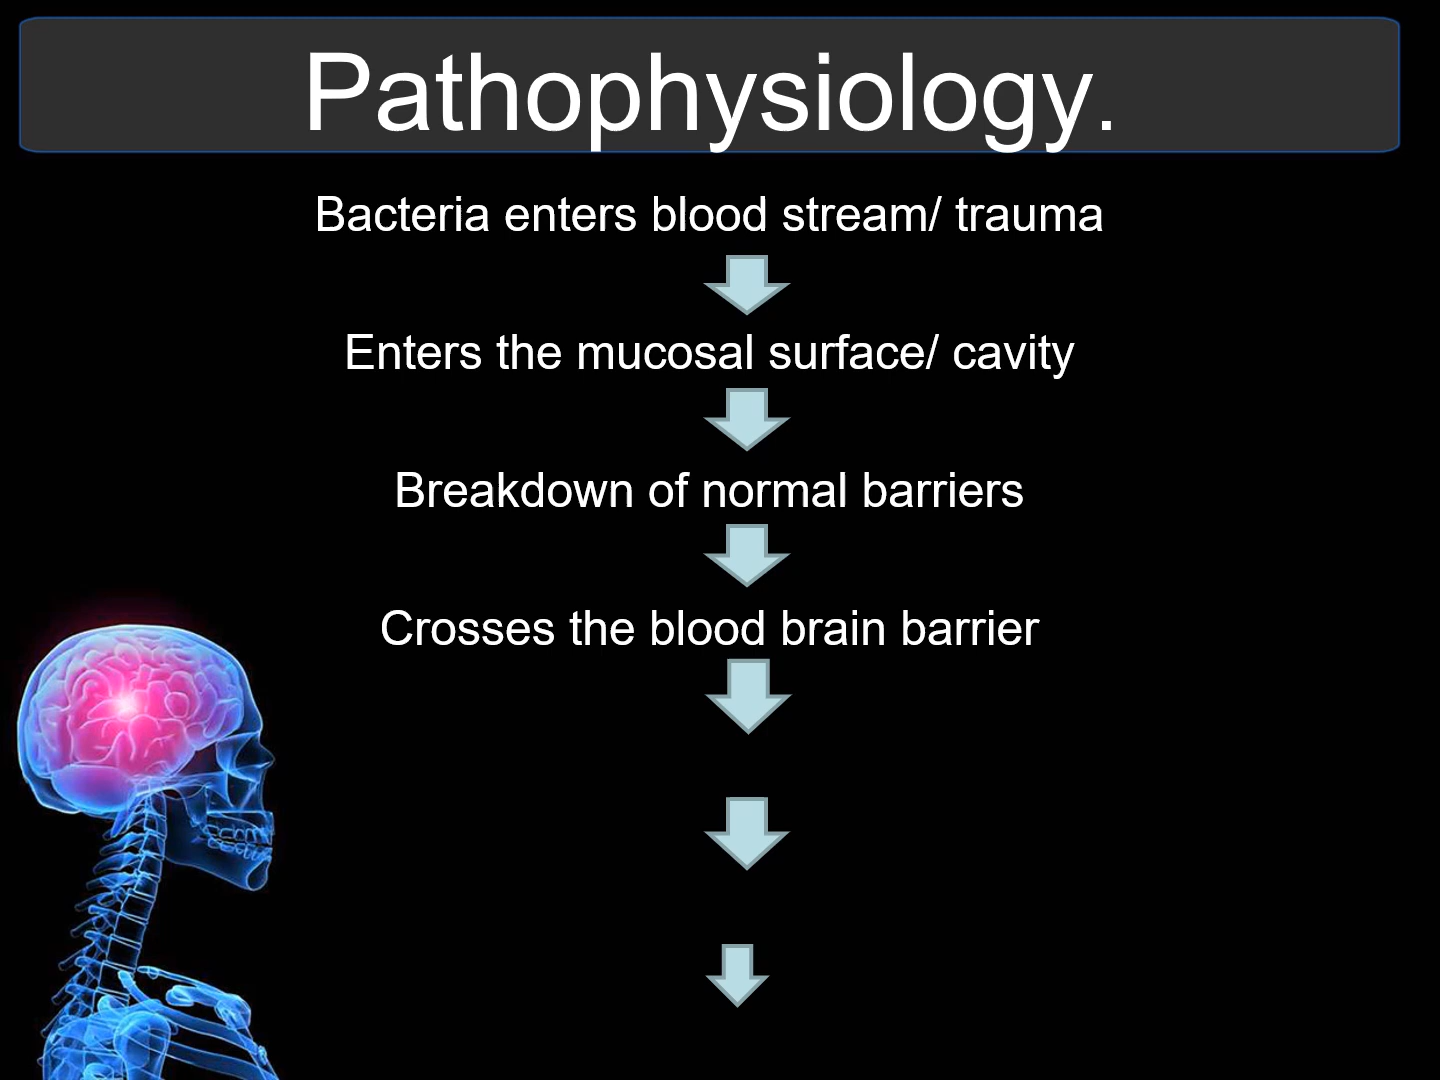 Pathophysiology.
Bacteria enters blood stream/ trauma
Enters the mucosal surface/ cavity
Breakdown of normal barriers
Crosses the blood brain barrier